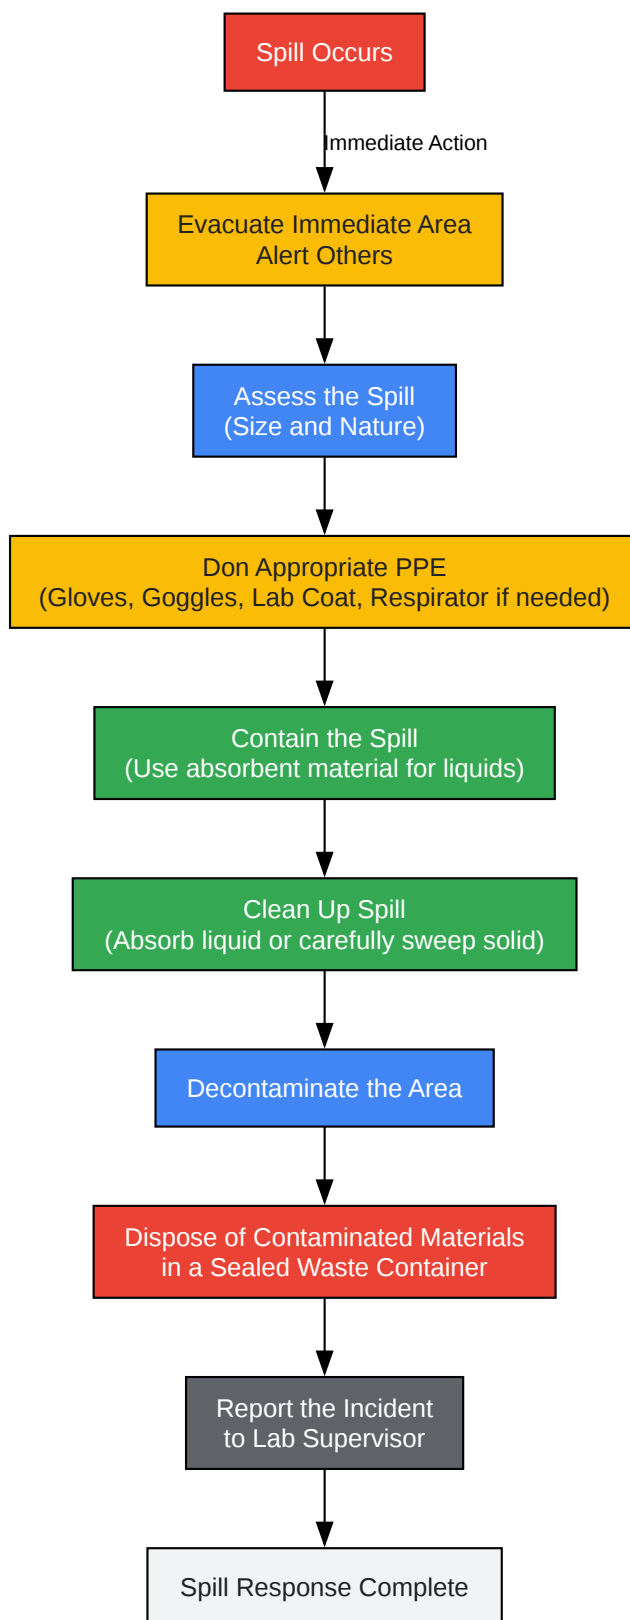 Spill Occurs
Immediate Action
Evacuate Immediate Area
Alert Others
Assess the Spill
(Size and Nature)
Don Appropriate PPE
(Gloves, Goggles, Lab Coat, Respirator if needed)
Contain the Spill
(Use absorbent material for liquids)
Clean Up Spill
(Absorb liquid or carefully sweep solid)
Decontaminate the Area
Dispose of Contaminated Materials
in a Sealed Waste Container
Report the Incident
to Lab Supervisor
Spill Response Complete